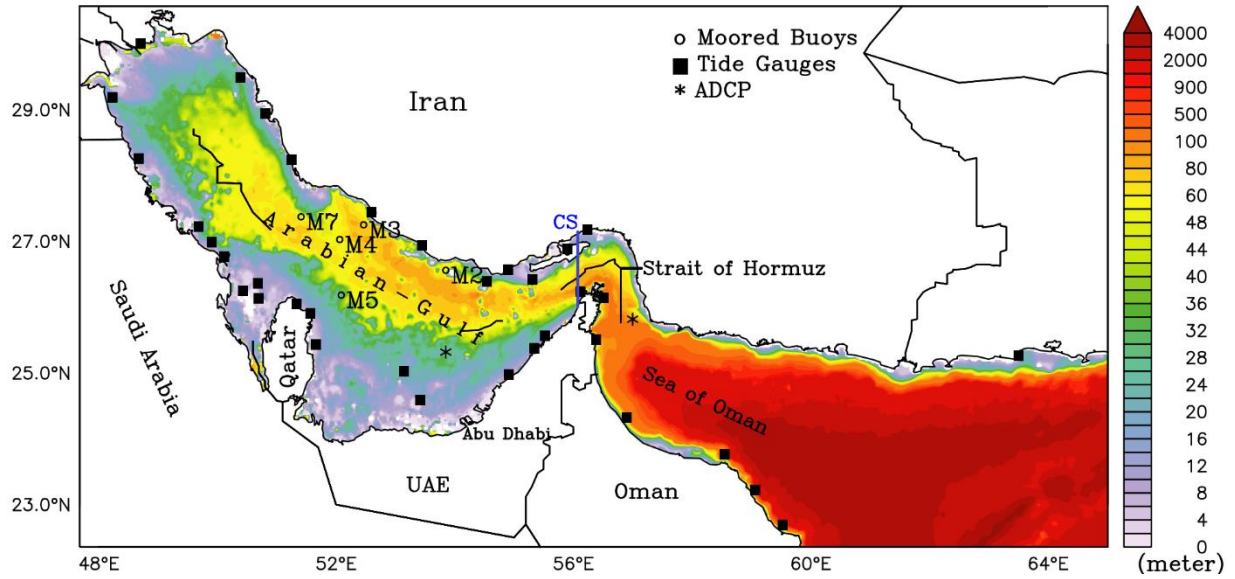 4000
2000
900
500
100
80
60
48
44
36
32
28
24
20
16
12
8
4
0
(meter)
29.0°N
27.0°N
25.0°N
23.0°N
48°E
52°E
56°E
60°E
64°E
Moored Buoys
Tide Gauges
ADCP
Iran
CS
M7
M3
M4
M2
M5
Arabian-Gulf
Strait of Hormuz
Saudi Arabia
Qatar
Abu Dhabi
UAE
Oman
Sea of Oman